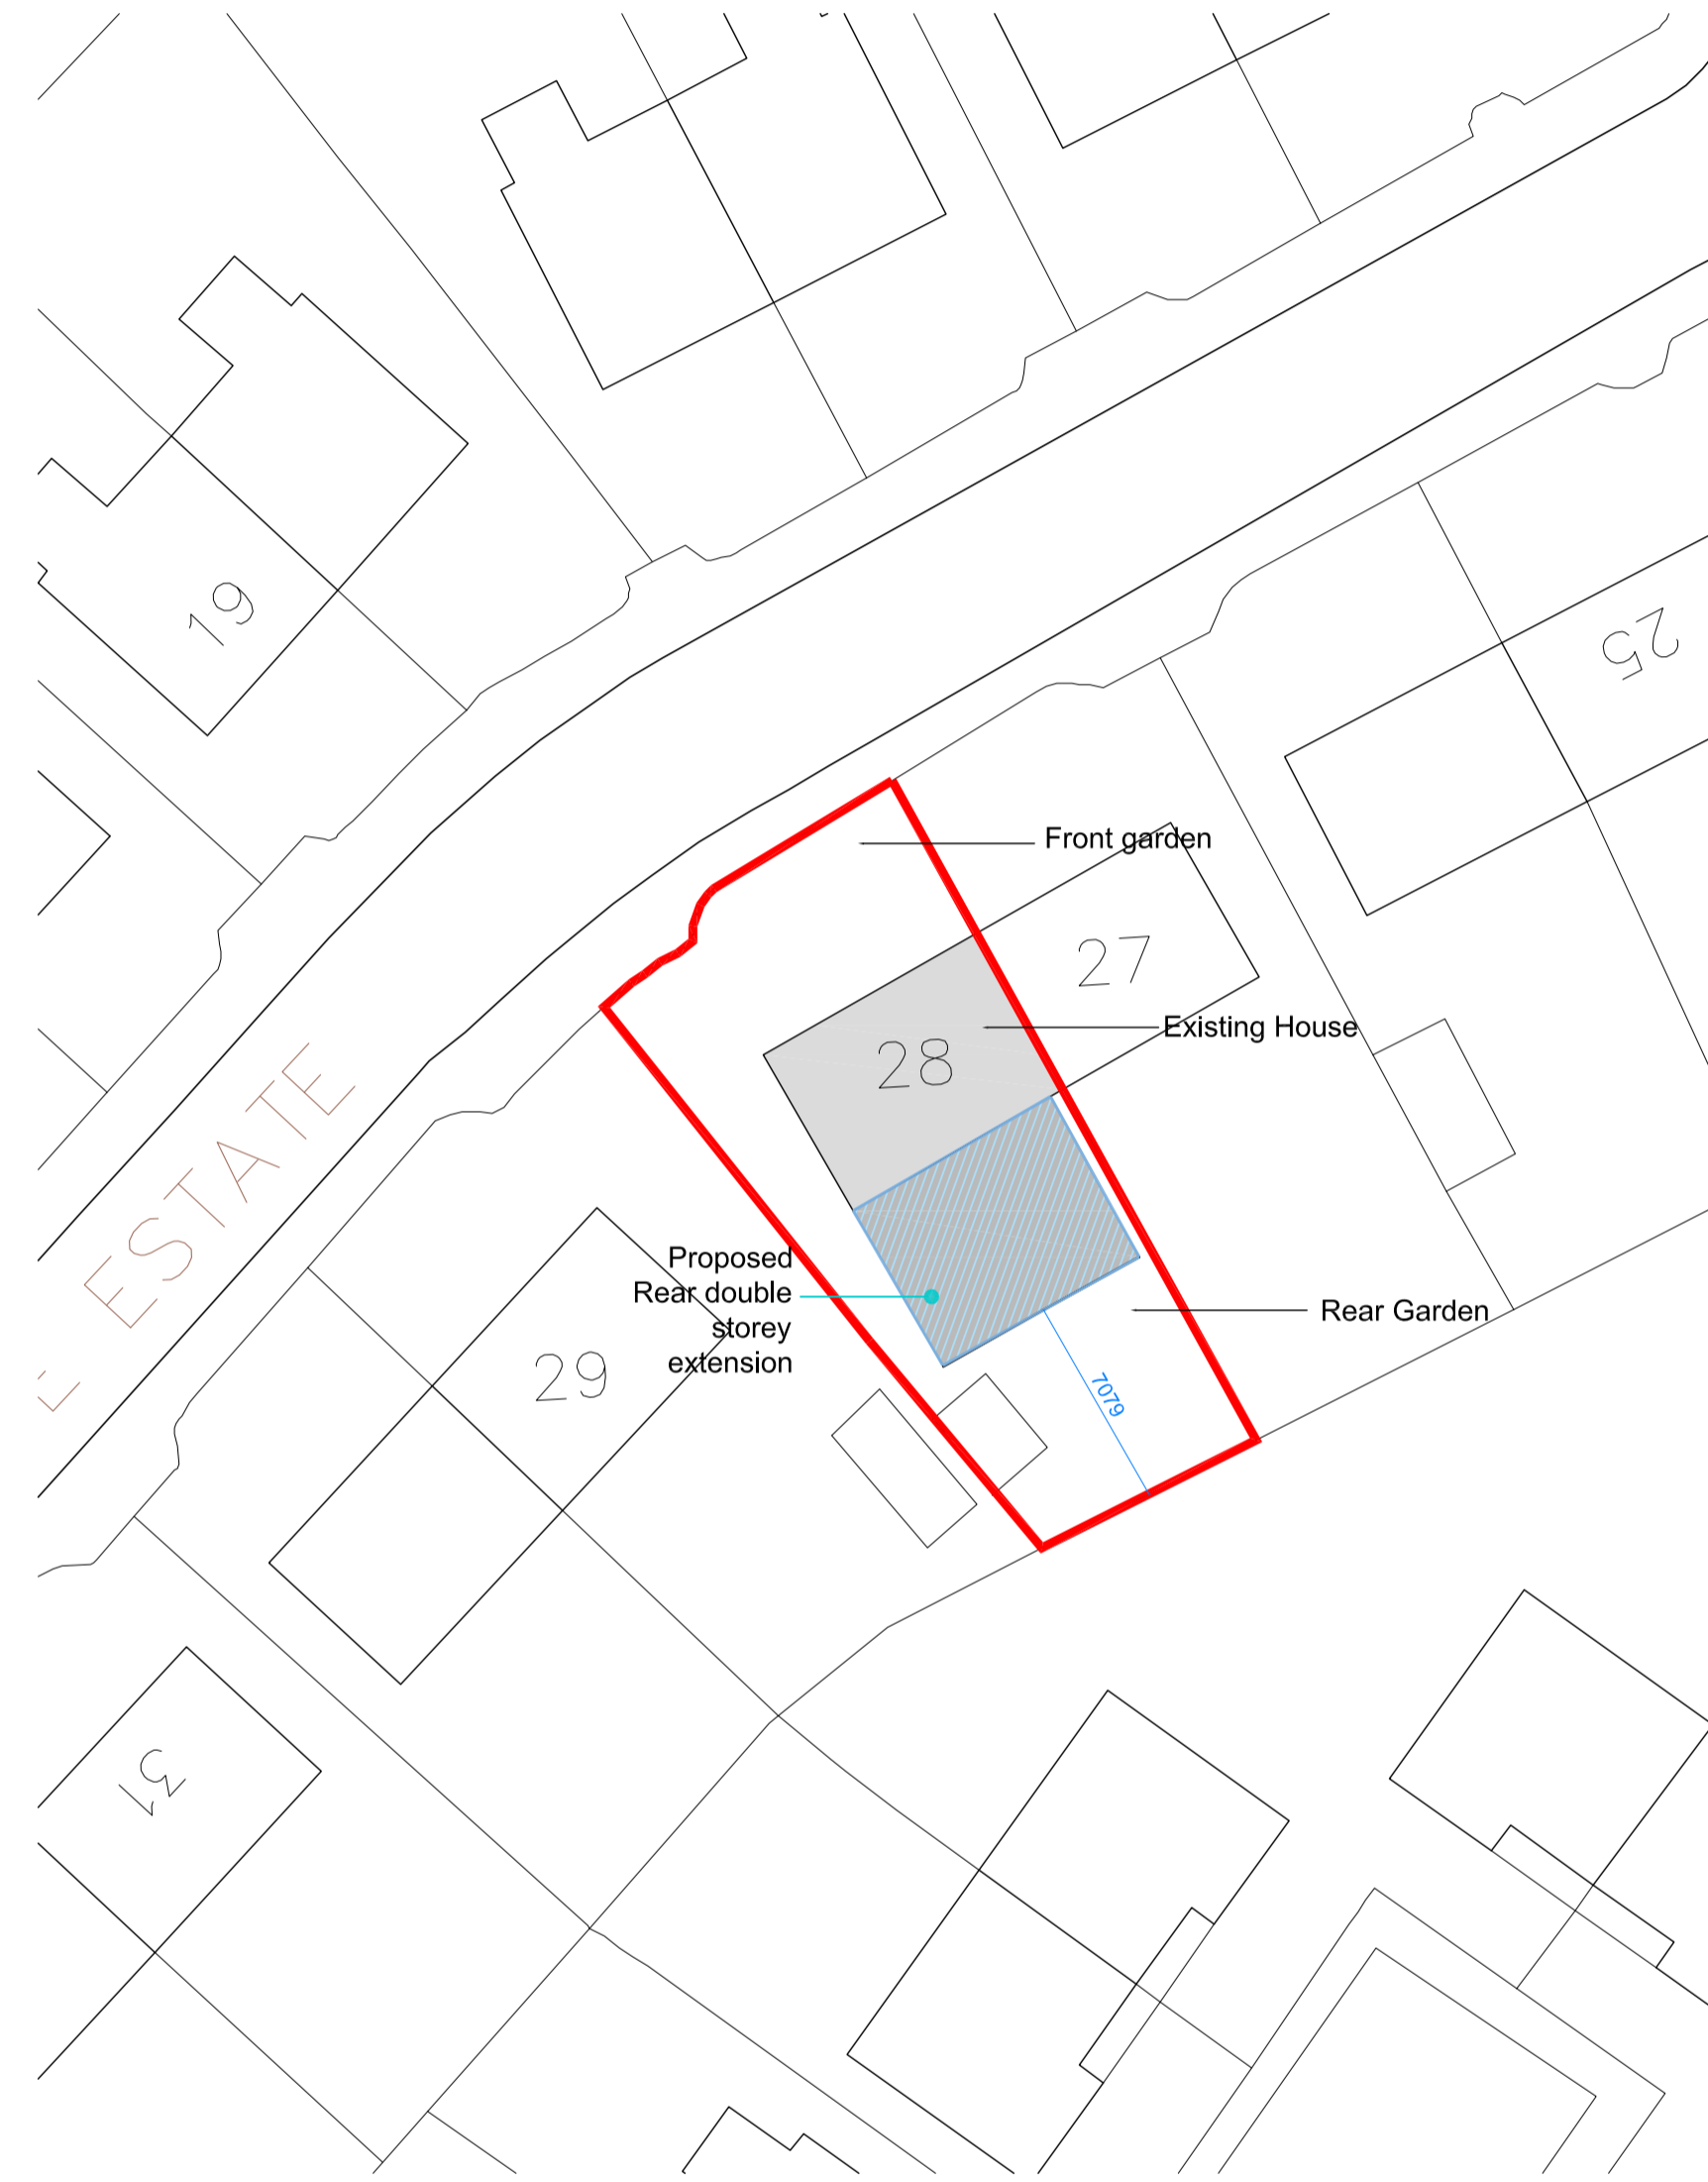 19
25
Front garden
27
Existing House
28
ESTATE
Proposed
Rear double
storey
extension
Rear Garden
29
7079
31